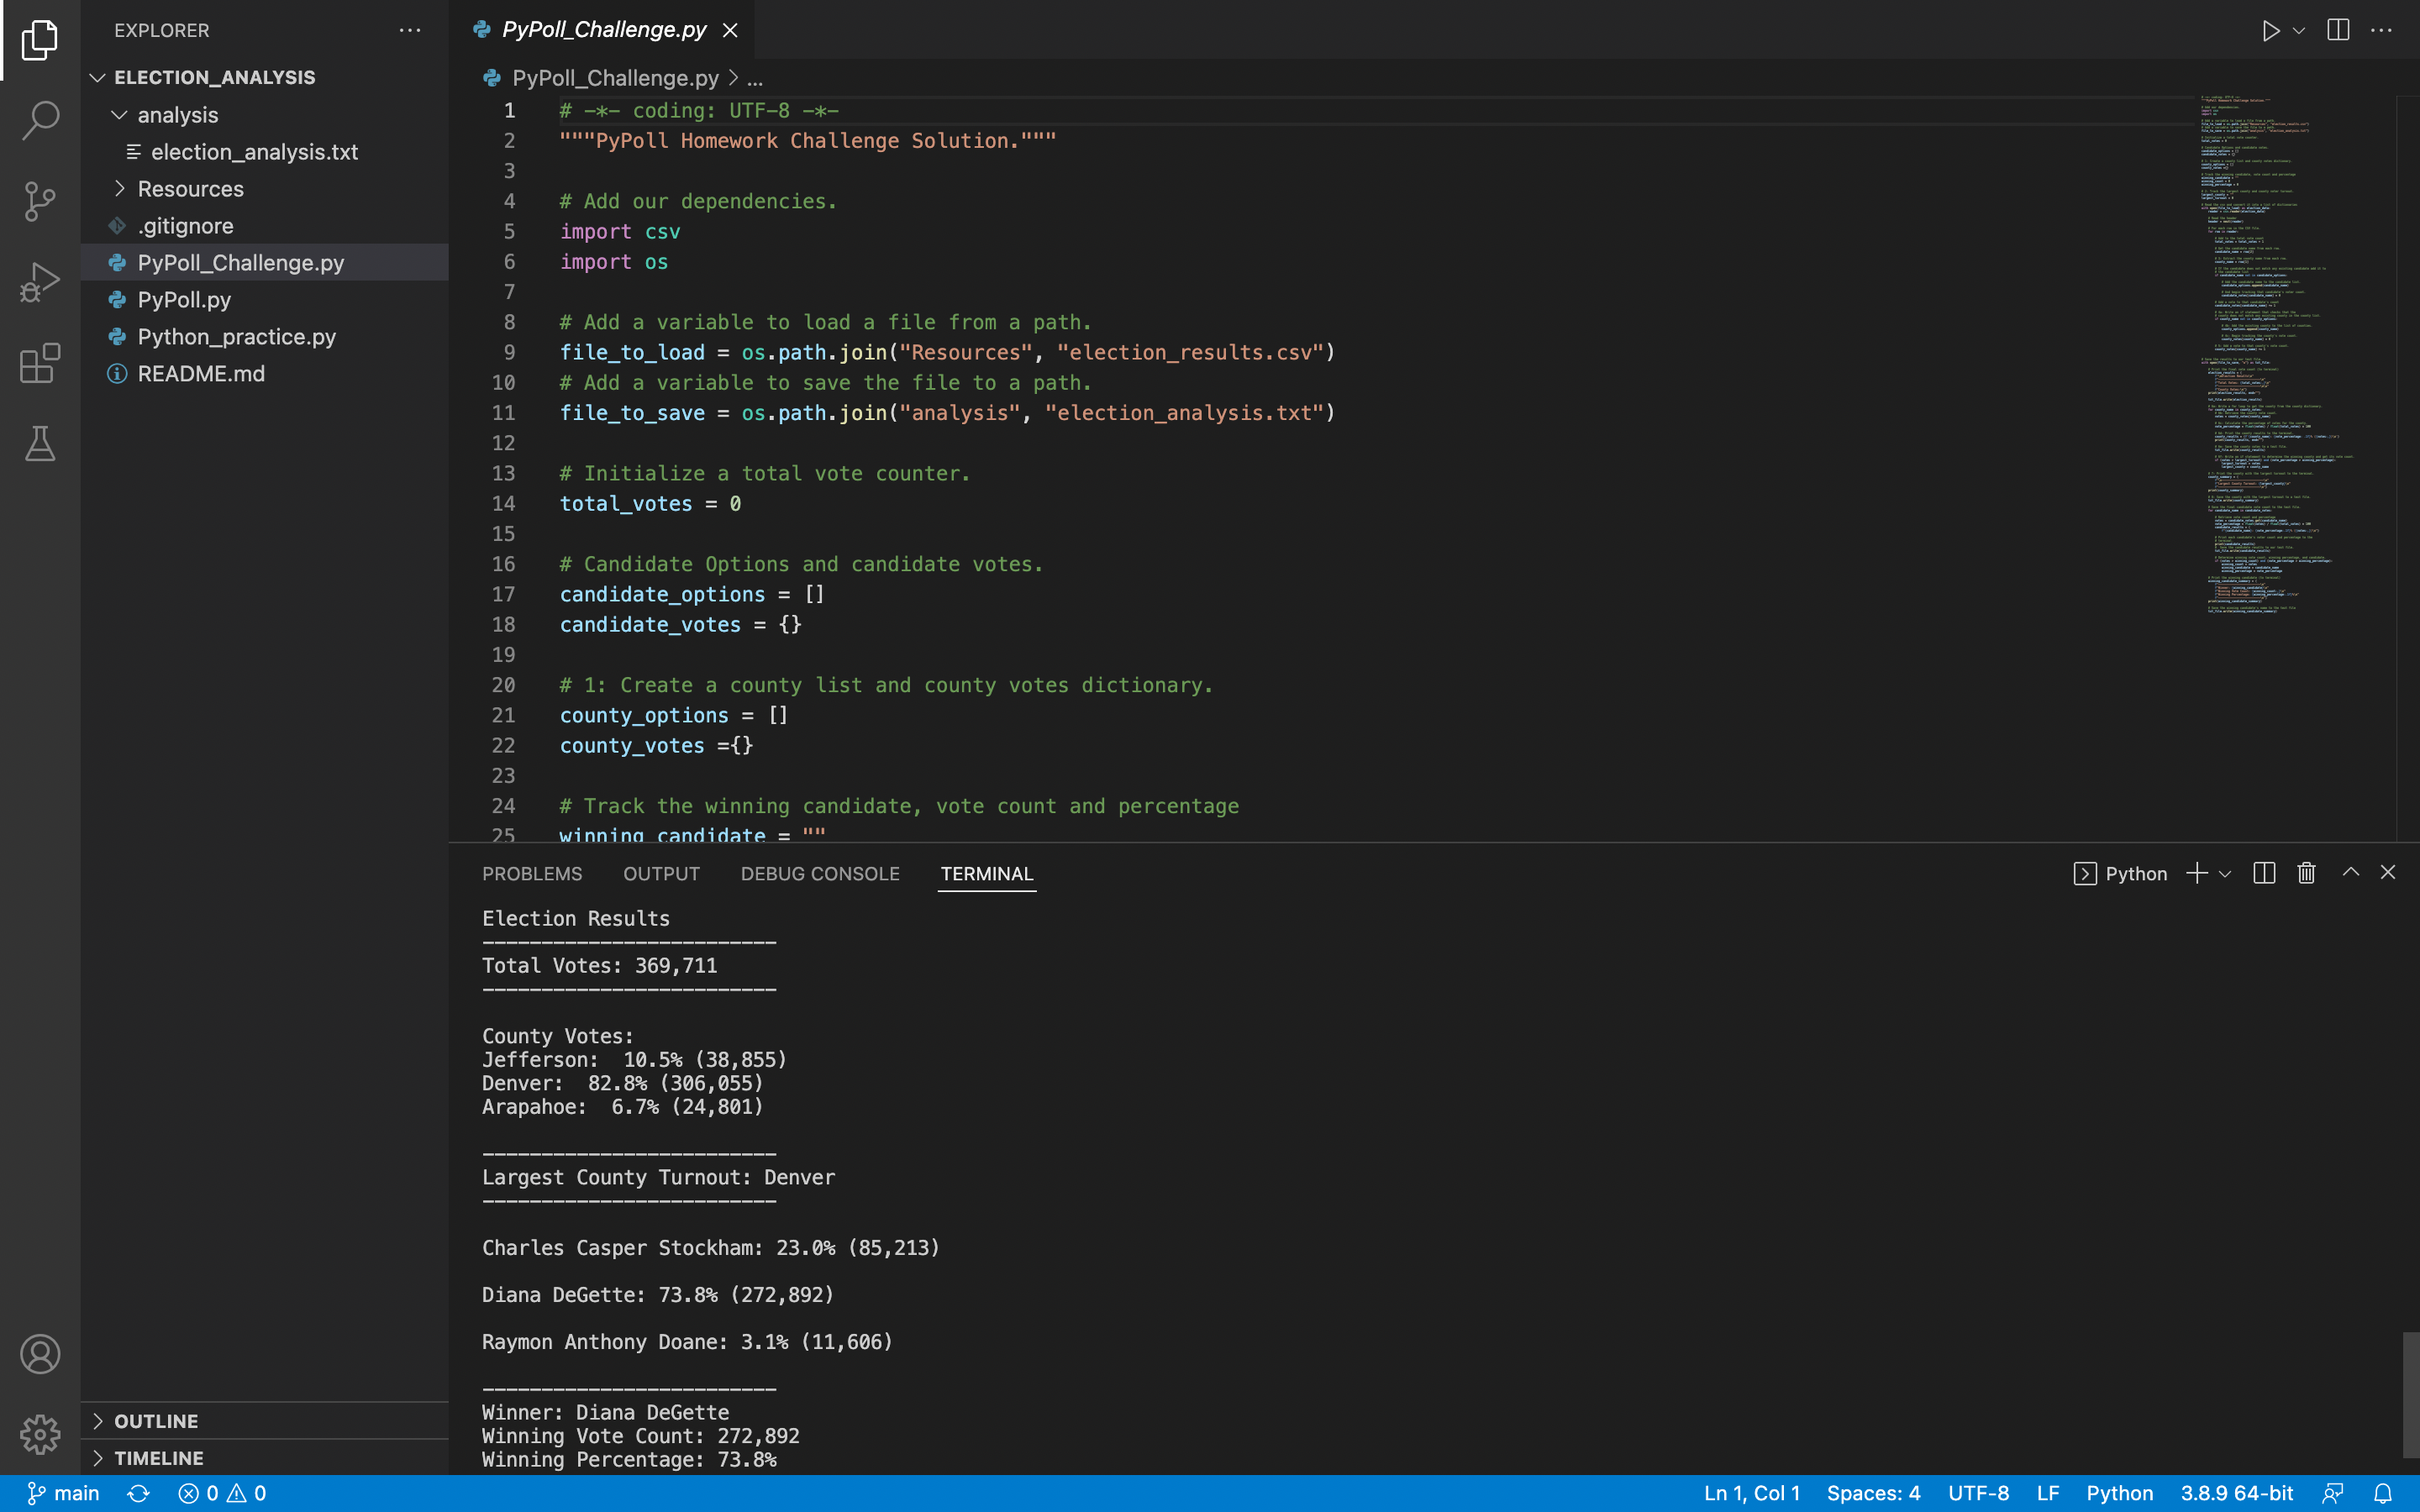 EXPLORER
ELECTION_ANALYSIS
analysis
election_analysis.txt
Resources
.gitignore
PyPoll_Challenge.py
PyPoll.py
Python_practice.py
README.md
OUTLINE
TIMELINE
PyPoll_Challenge.py
PyPoll_Challenge.py > ...
1 # -*- coding: UTF-8 -*-
2 """PyPoll Homework Challenge Solution."""
3
4 # Add our dependencies.
5 import csv
6 import os
7
8 # Add a variable to load a file from a path.
9 file_to_load = os.path.join("Resources", "election_results.csv")
10 # Add a variable to save the file to a path.
11 file_to_save = os.path.join("analysis", "election_analysis.txt")
12
13 # Initialize a total vote counter.
14 total_votes = 0
15
16 # Candidate Options and candidate votes.
17 candidate_options = []
18 candidate_votes = {}
19
20 # 1: Create a county list and county votes dictionary.
21 county_options = []
22 county_votes ={}
23
24 # Track the winning candidate, vote count and percentage
25 winning_candidate = ""
PROBLEMS OUTPUT DEBUG CONSOLE TERMINAL
Python
Election Results
-------------------------
Total Votes: 369,711
-------------------------
County Votes:
Jefferson:  10.5% (38,855)
Denver:  82.8% (306,055)
Arapahoe:  6.7% (24,801)
-------------------------
Largest County Turnout: Denver
-------------------------
Charles Casper Stockham: 23.0% (85,213)
Diana DeGette: 73.8% (272,892)
Raymon Anthony Doane: 3.1% (11,606)
-------------------------
Winner: Diana DeGette
Winning Vote Count: 272,892
Winning Percentage: 73.8%
main 0 0 Ln 1, Col 1 Spaces: 4 UTF-8 LF Python 3.8.9 64-bit